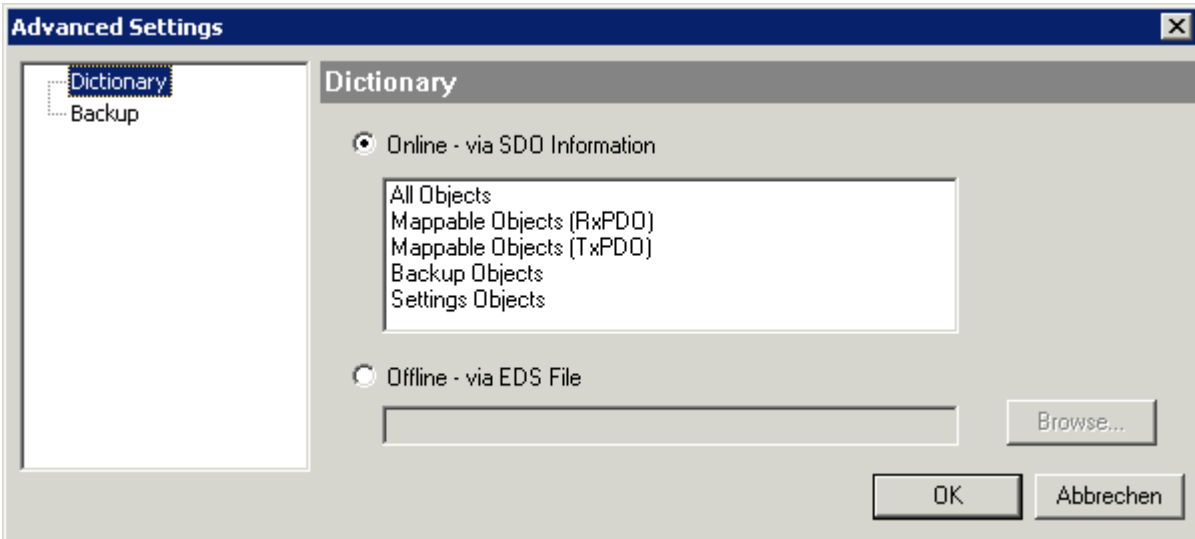 Advanced Settings
Dictionary
Backup
Dictionary
Online - via SDO Information
All Objects
Mappable Objects (RxPDO)
Mappable Objects (TxPDO)
Backup Objects
Settings Objects
Offline - via EDS File
Browse...
OK
Abbrechen